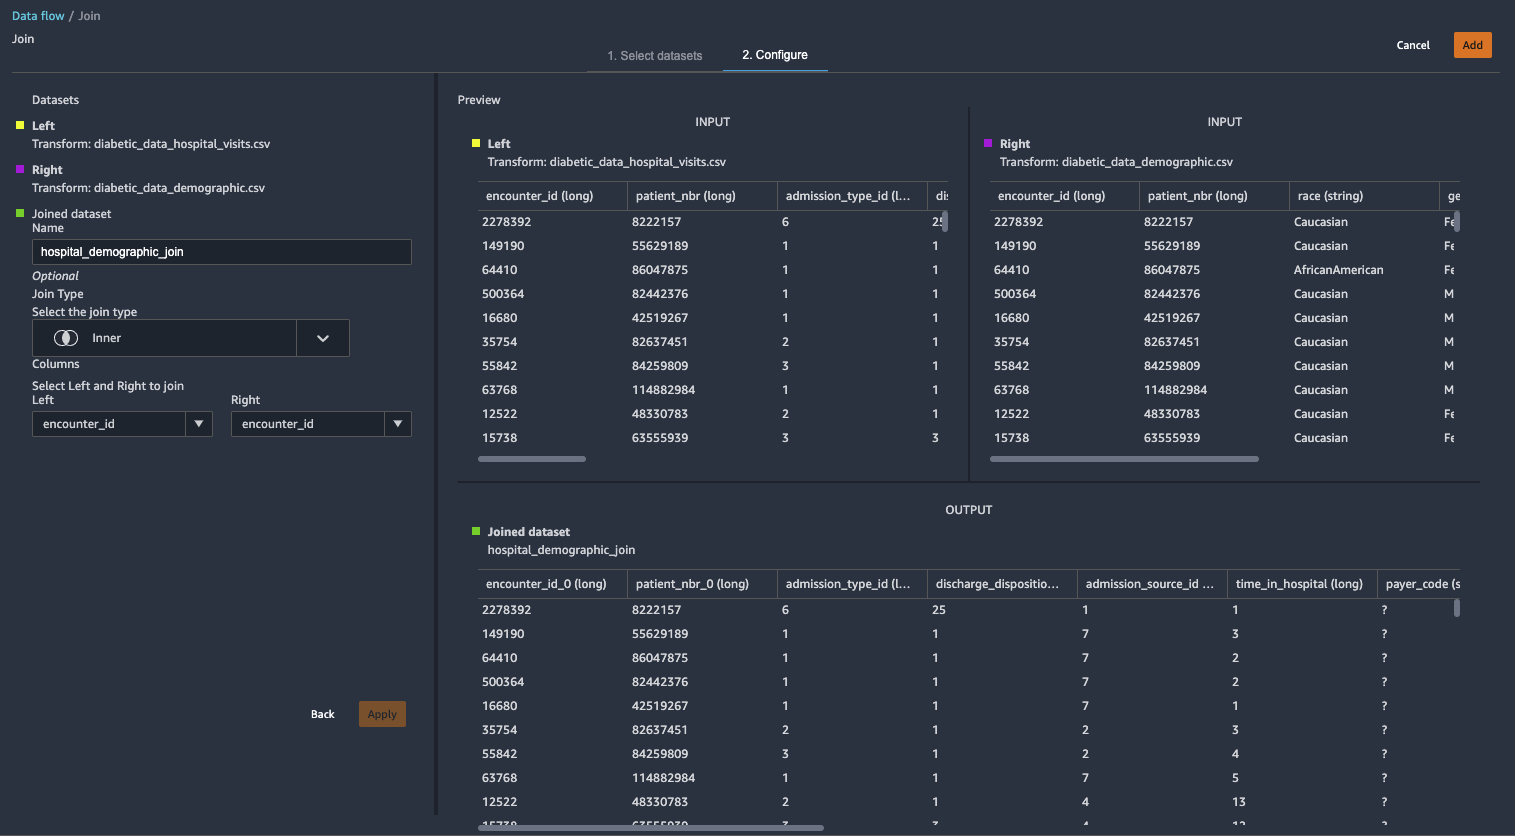 Data flow / Join
Join
1. Select datasets
2. Configure
Cancel
Add
Datasets
Left
Transform: diabetic_data_hospital_visits.csv
Right
Transform: diabetic_data_demographic.csv
Joined dataset
Name
hospital_demographic_join
Optional
Join Type
Select the join type
Inner
Columns
Select Left and Right to join
Left Right
encounter_id encounter_id
Back Apply
Preview
INPUT
Left
Transform: diabetic_data_hospital_visits.csv
encounter_id (long) patient_nbr (long) admission_type_id (l... di
2278392 8222157 6 25
149190 55629189 1 1
64410 86047875 1 1
500364 82442376 1 1
16680 42519267 1 1
35754 82637451 2 1
55842 84259809 3 1
63768 114882984 1 1
12522 48330783 2 1
15738 63555939 3 3
INPUT
Right
Transform: diabetic_data_demographic.csv
encounter_id (long) patient_nbr (long) race (string) ge
2278392 8222157 Caucasian Fe
149190 55629189 Caucasian Fe
64410 86047875 AfricanAmerican Fe
500364 82442376 Caucasian M
16680 42519267 Caucasian M
35754 82637451 Caucasian M
55842 84259809 Caucasian M
63768 114882984 Caucasian M
12522 48330783 Caucasian Fe
15738 63555939 Caucasian Fe
OUTPUT
Joined dataset
hospital_demographic_join
encounter_id_0 (long) patient_nbr_0 (long) admission_type_id (l... discharge_dispositio... admission_source_id ... time_in_hospital (long) payer_code (s
2278392 8222157 6 25 1 1 ?
149190 55629189 1 1 7 3 ?
64410 86047875 1 1 7 2 ?
500364 82442376 1 1 7 2 ?
16680 42519267 1 1 7 1 ?
35754 82637451 2 1 2 3 ?
55842 84259809 3 1 2 4 ?
63768 114882984 1 1 7 5 ?
12522 48330783 2 1 4 13 ?
15738 63555939 3 3 4 12 ?